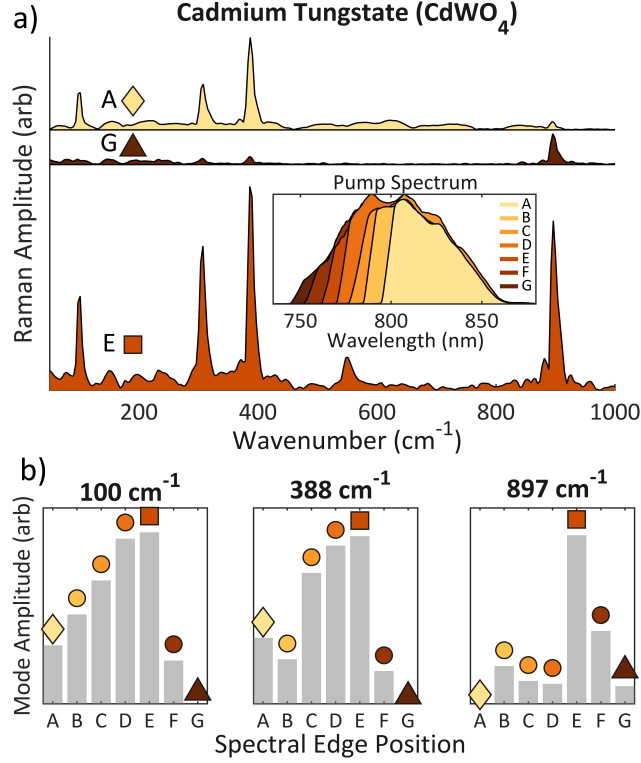 a)
Cadmium Tungstate (CdWO4)
Raman Amplitude (arb)
A
G
E
Pump Spectrum
A
B
C
D
E
F
G
750 800 850
Wavelength (nm)
200 400 600 800 1000
Wavenumber (cm-1)
b)
100 cm-1 388 cm-1 897 cm-1
Mode Amplitude (arb)
A B C D E F G A B C D E F G A B C D E F G
Spectral Edge Position